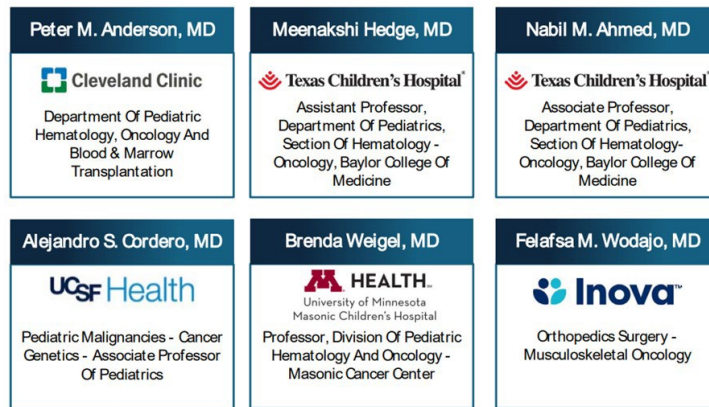 Peter M. Anderson, MD
Cleveland Clinic
Department Of Pediatric
Hematology, Oncology And
Blood & Marrow
Transplantation
Meenakshi Hedge, MD
Texas Children's Hospital®
Assistant Professor,
Department Of Pediatrics,
Section Of Hematology -
Oncology, Baylor College Of
Medicine
Nabil M. Ahmed, MD
Texas Children's Hospital®
Associate Professor,
Department Of Pediatrics,
Section Of Hematology-
Oncology, Baylor College Of
Medicine
Alejandro S. Cordero, MD
UCSF Health
Pediatric Malignancies - Cancer
Genetics - Associate Professor
Of Pediatrics
Brenda Weigel, MD
M HEALTH™
University of Minnesota
Masonic Children's Hospital
Professor, Division Of Pediatric
Hematology And Oncology -
Masonic Cancer Center
Felafsa M. Wodajo, MD
Inova™
Orthopedics Surgery -
Musculoskeletal Oncology